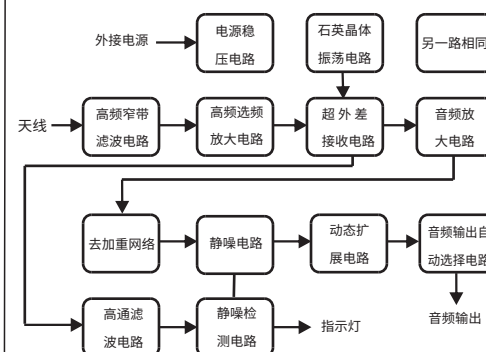 外接电源
电源稳
压电路
石英晶体
振荡电路
另一路相同
天线
高频窄带
滤波电路
高频选频
放大电路
超外差
接收电路
音频放
大电路
去加重网络
静噪电路
动态扩
展电路
音频输出自
动选择电路
高通滤
波电路
静噪检
测电路
指示灯
音频输出